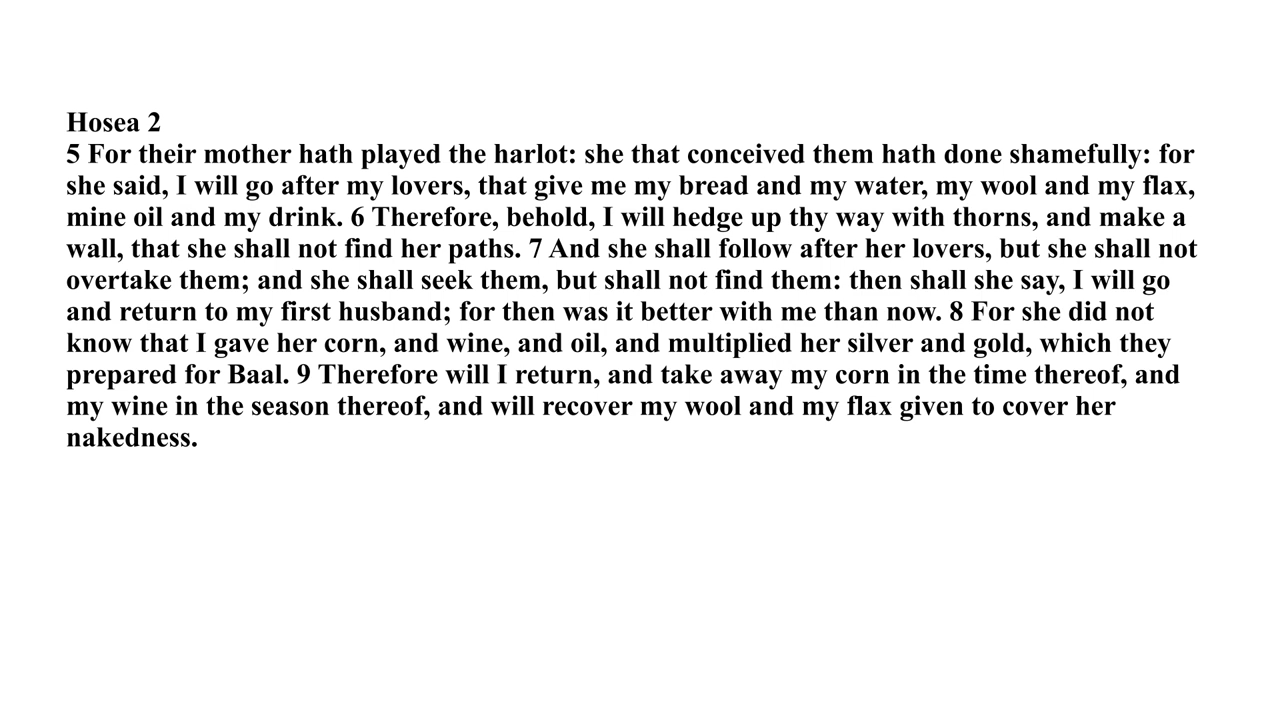 Hosea 2
5 For their mother hath played the harlot: she that conceived them hath done shamefully: for
she said, I will go after my lovers, that give me my bread and my water, my wool and my flax,
mine oil and my drink. 6 Therefore, behold, I will hedge up thy way with thorns, and make a
wall, that she shall not find her paths. 7 And she shall follow after her lovers, but she shall not
overtake them; and she shall seek them, but shall not find them: then shall she say, I will go
and return to my first husband; for then was it better with me than now. 8 For she did not
know that I gave her corn, and wine, and oil, and multiplied her silver and gold, which they
prepared for Baal. 9 Therefore will I return, and take away my corn in the time thereof, and
my wine in the season thereof, and will recover my wool and my flax given to cover her
nakedness.